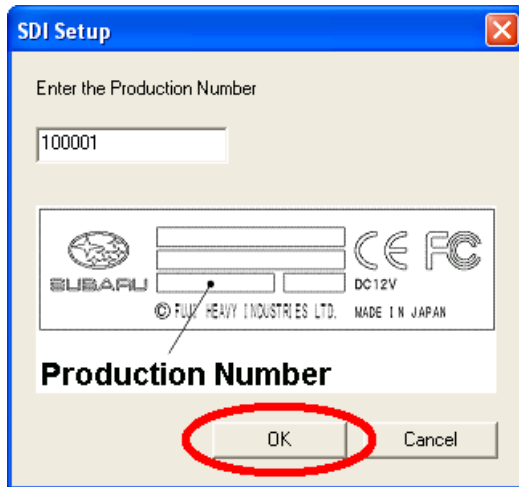 SDI Setup
Enter the Production Number
100001
SUBARU
DC12V
© FUJI HEAVY INDUSTRIES LTD. MADE IN JAPAN
Production Number
OK Cancel